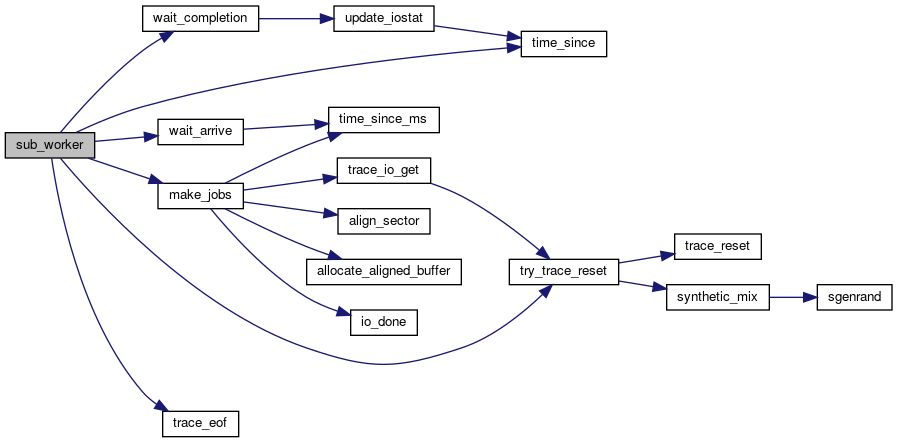 wait_completion
update_iostat
time_since
sub_worker
wait_arrive
time_since_ms
make_jobs
trace_io_get
align_sector
allocate_aligned_buffer
io_done
try_trace_reset
trace_reset
synthetic_mix
sgenrand
trace_eof